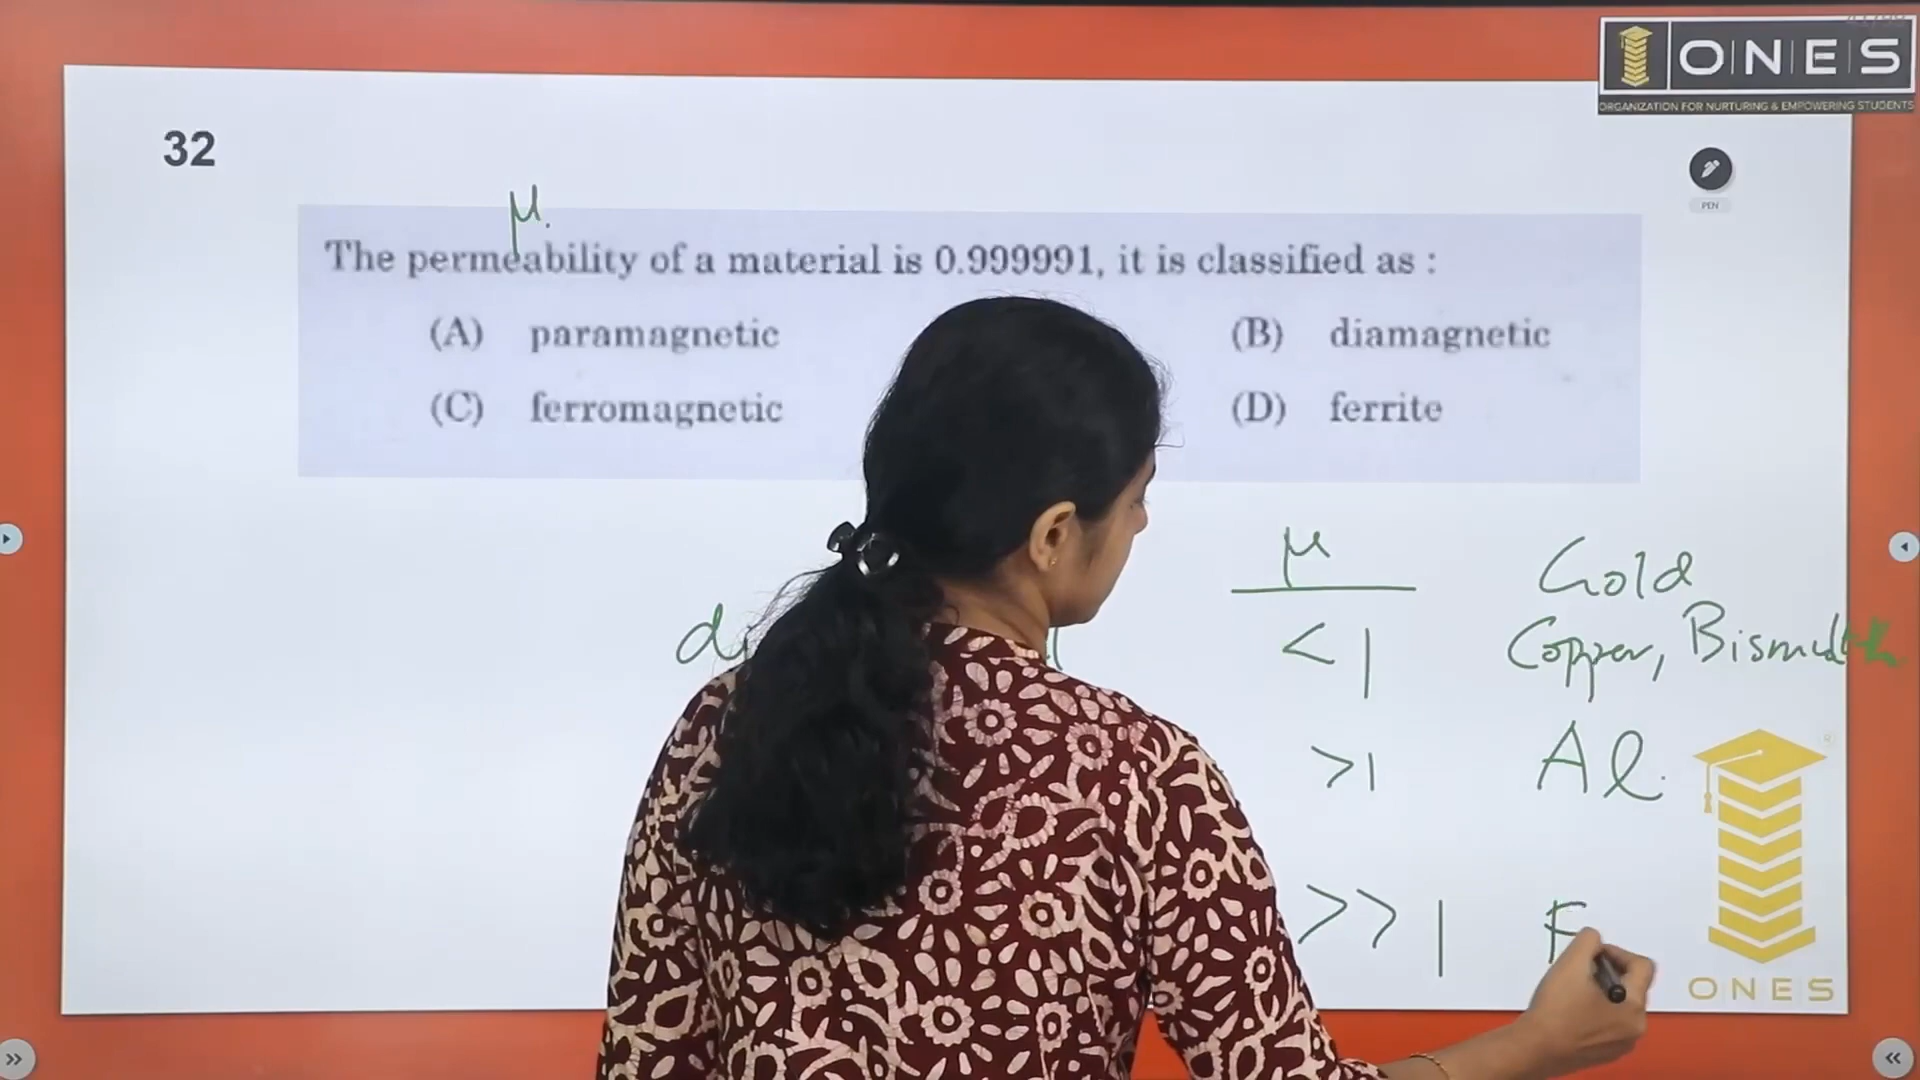 ONES
ORGANIZATION FOR NURTURING & EMPOWERING STUDENTS
32
PEN
μ.
The permeability of a material is 0.999991, it is classified as :
(A) paramagnetic (B) diamagnetic
(C) ferromagnetic (D) ferrite
μ Gold
< 1 Copper, Bismuth
>1 Al.
>> 1 F
ONES